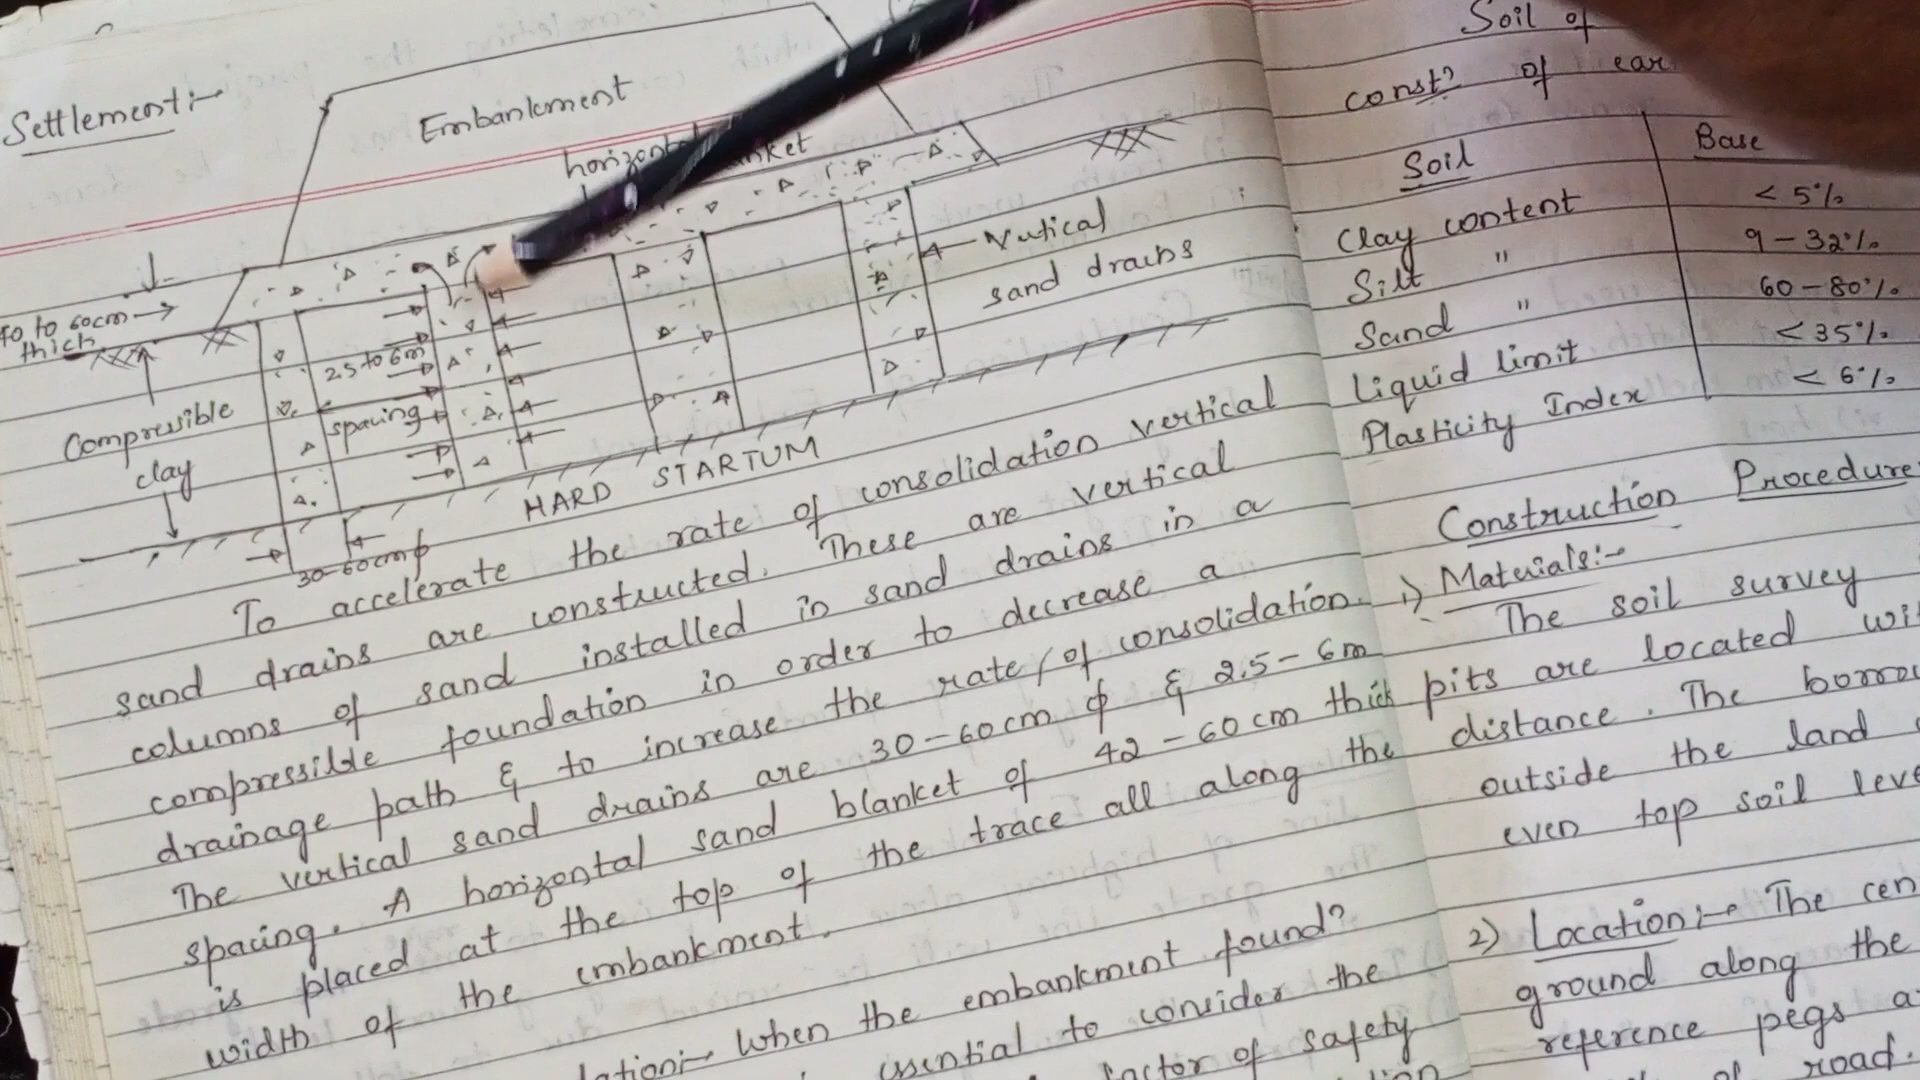 Settlement:-
Embankment
40 to 60cm
thick
Compressible
clay
2.5 to 6m
spacing
Vertical
sand drains
HARD STARTUM
30-60cm ϕ
To accelerate the rate of consolidation vertical
sand drains are constructed. These are vertical
columns of sand installed in sand drains in a
compressible foundation in order to decrease a
drainage path & to increase the rate of consolidation.
The vertical sand drains are 30-60cm ϕ & 2.5-6m
spacing. A horizontal sand blanket of 42-60cm thick
is placed at the top of the trace all along the
width of the embankment.
when the embankment found?
to consider the
factor of safety
Soil of
constn of
Soil Base
Clay content < 5%
Silt " 9-32%
Sand " 60-80%
Liquid limit < 35%
Plasticity Index < 6%
Construction Procedure
1) Materials:-
The soil survey
pits are located
distance. The
outside the land
even top soil
2) Location:- The
ground along the
reference pegs
of road.